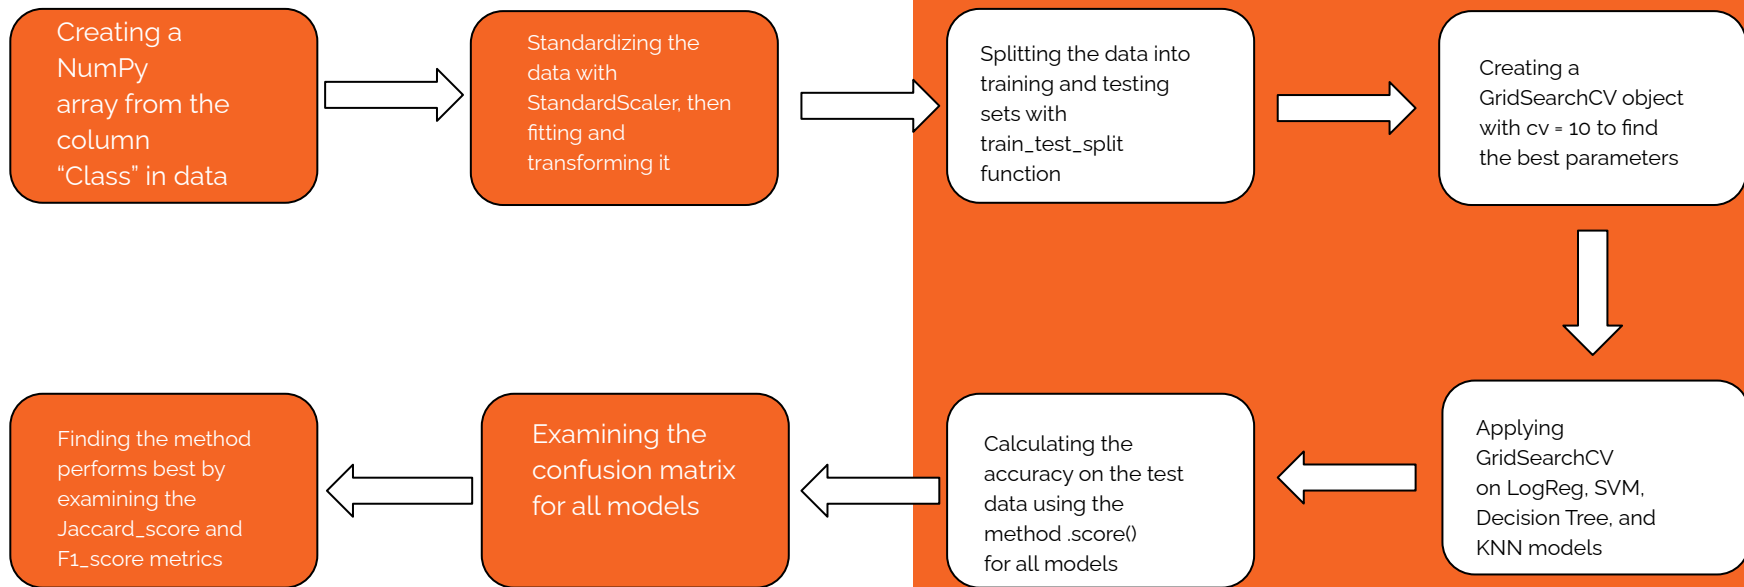 Creating a
NumPy
array from the
column
“Class” in data
Standardizing the
data with
StandardScaler, then
fitting and
transforming it
Splitting the data into
training and testing
sets with
train_test_split
function
Creating a
GridSearchCV object
with cv = 10 to find
the best parameters
Applying
GridSearchCV
on LogReg, SVM,
Decision Tree, and
KNN models
Calculating the
accuracy on the test
data using the
method .score()
for all models
Examining the
confusion matrix
for all models
Finding the method
performs best by
examining the
Jaccard_score and
F1_score metrics